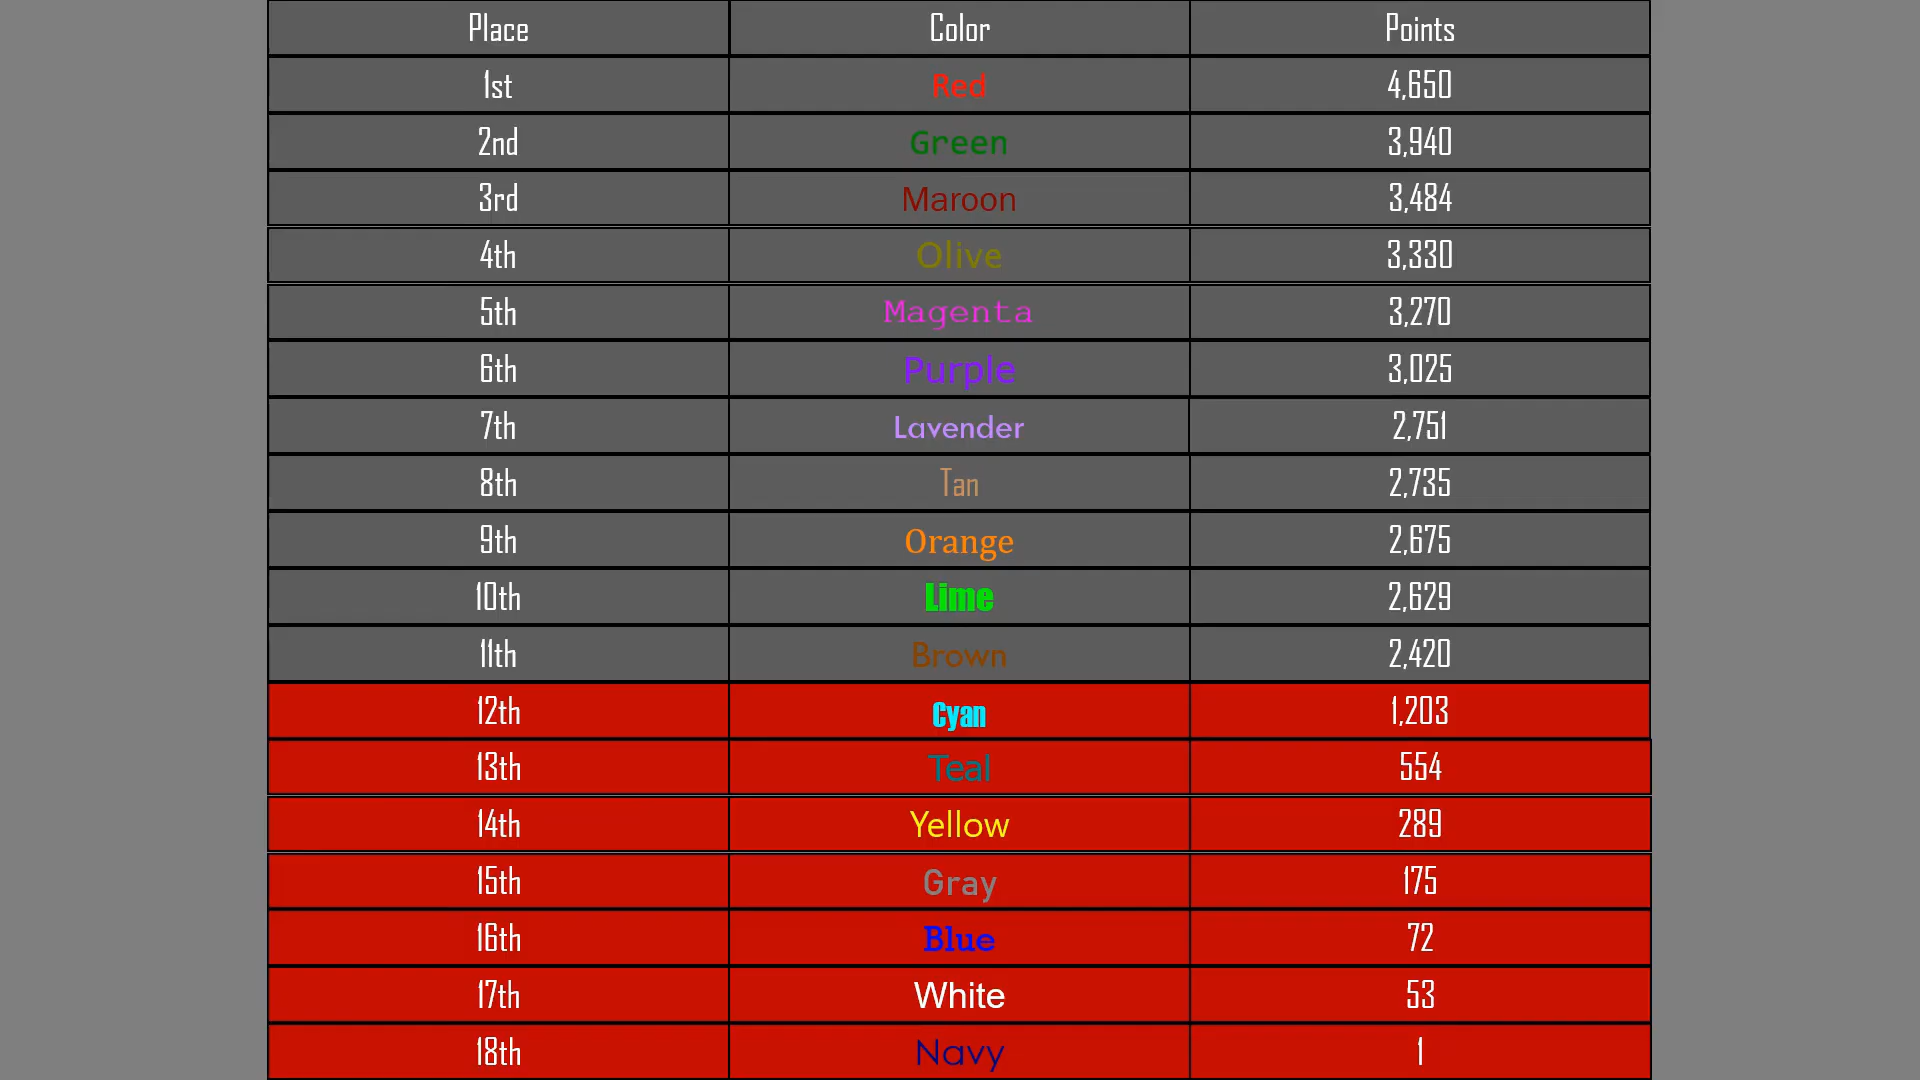 Place Color Points
1st Red 4,650
2nd Green 3,940
3rd Maroon 3,484
4th Olive 3,330
5th Magenta 3,270
6th Purple 3,025
7th Lavender 2,751
8th Tan 2,735
9th Orange 2,675
10th Lime 2,629
11th Brown 2,420
12th Cyan 1,203
13th Teal 554
14th Yellow 289
15th Gray 175
16th Blue 72
17th White 53
18th Navy 1